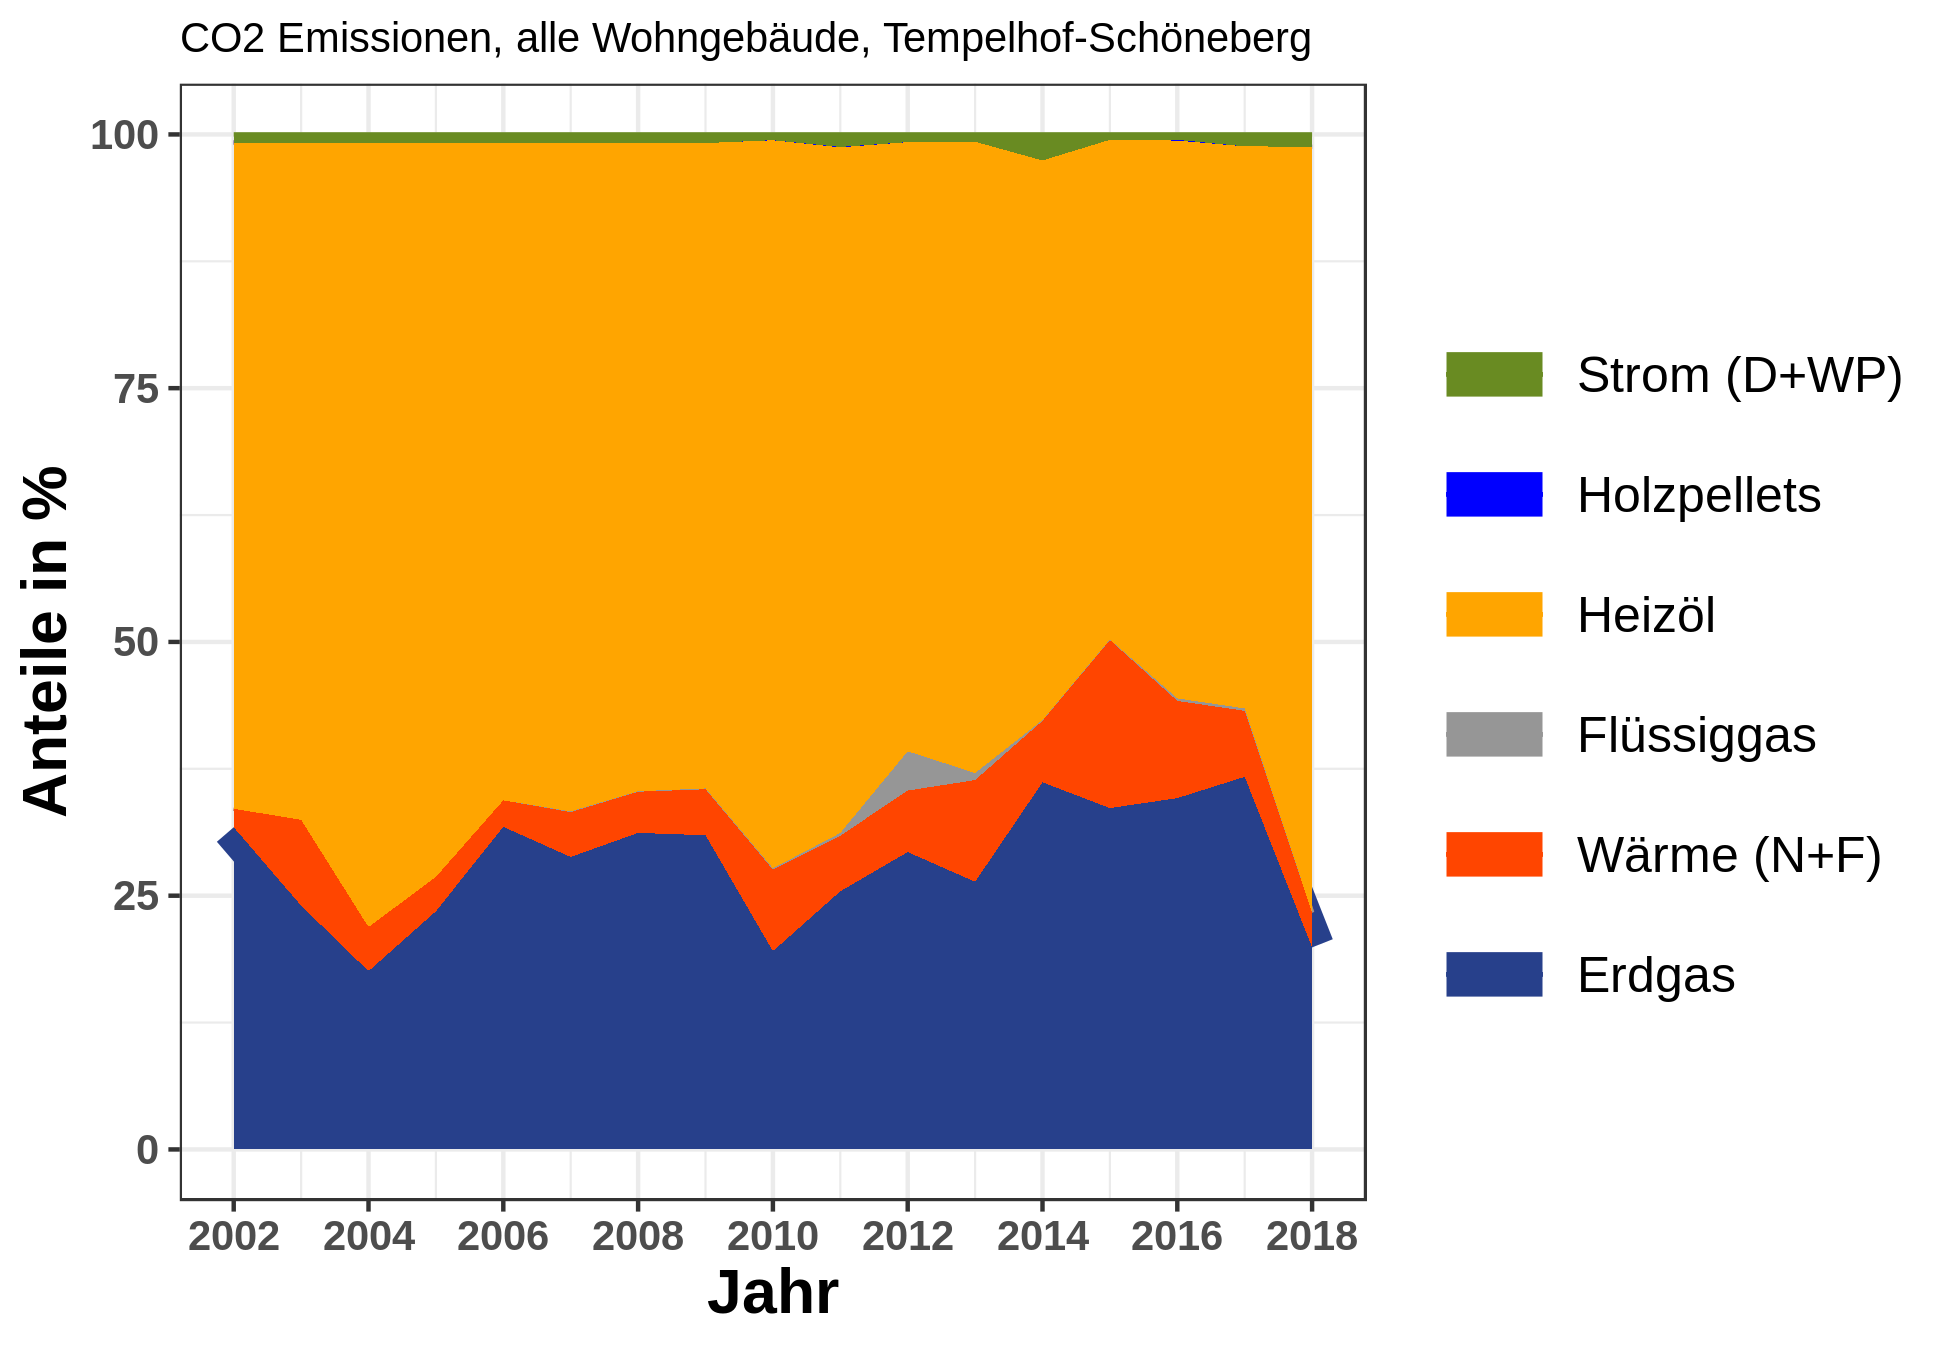 CO2 Emissionen, alle Wohngebäude, Tempelhof-Schöneberg
Anteile in %
100
75
50
25
0
2002 2004 2006 2008 2010 2012 2014 2016 2018
Jahr
Strom (D+WP)
Holzpellets
Heizöl
Flüssiggas
Wärme (N+F)
Erdgas